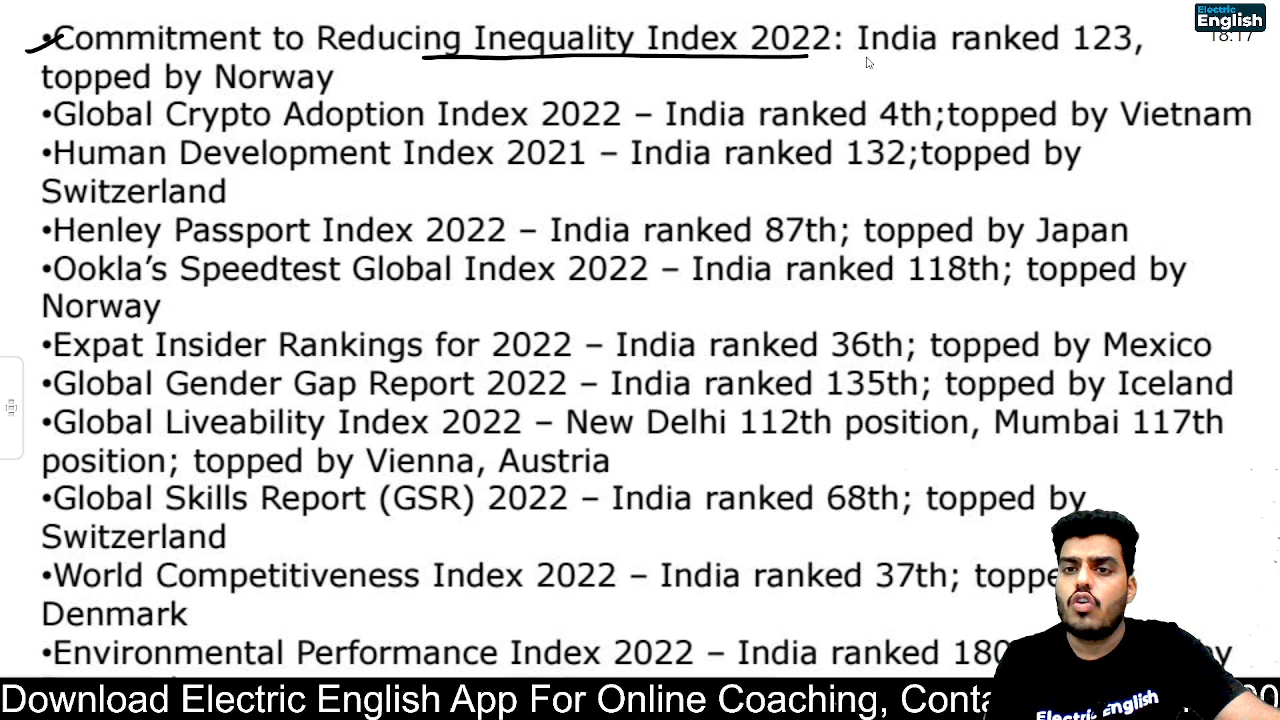 Electric
English
18:17
•Commitment to Reducing Inequality Index 2022: India ranked 123,
topped by Norway
•Global Crypto Adoption Index 2022 – India ranked 4th;topped by Vietnam
•Human Development Index 2021 – India ranked 132;topped by
Switzerland
•Henley Passport Index 2022 – India ranked 87th; topped by Japan
•Ookla’s Speedtest Global Index 2022 – India ranked 118th; topped by
Norway
•Expat Insider Rankings for 2022 – India ranked 36th; topped by Mexico
•Global Gender Gap Report 2022 – India ranked 135th; topped by Iceland
•Global Liveability Index 2022 – New Delhi 112th position, Mumbai 117th
position; topped by Vienna, Austria
•Global Skills Report (GSR) 2022 – India ranked 68th; topped by
Switzerland
•World Competitiveness Index 2022 – India ranked 37th;
Denmark
•Environmental Performance Index 2022 – India ranked 180
Download Electric English App For Online Coaching,
Electric English